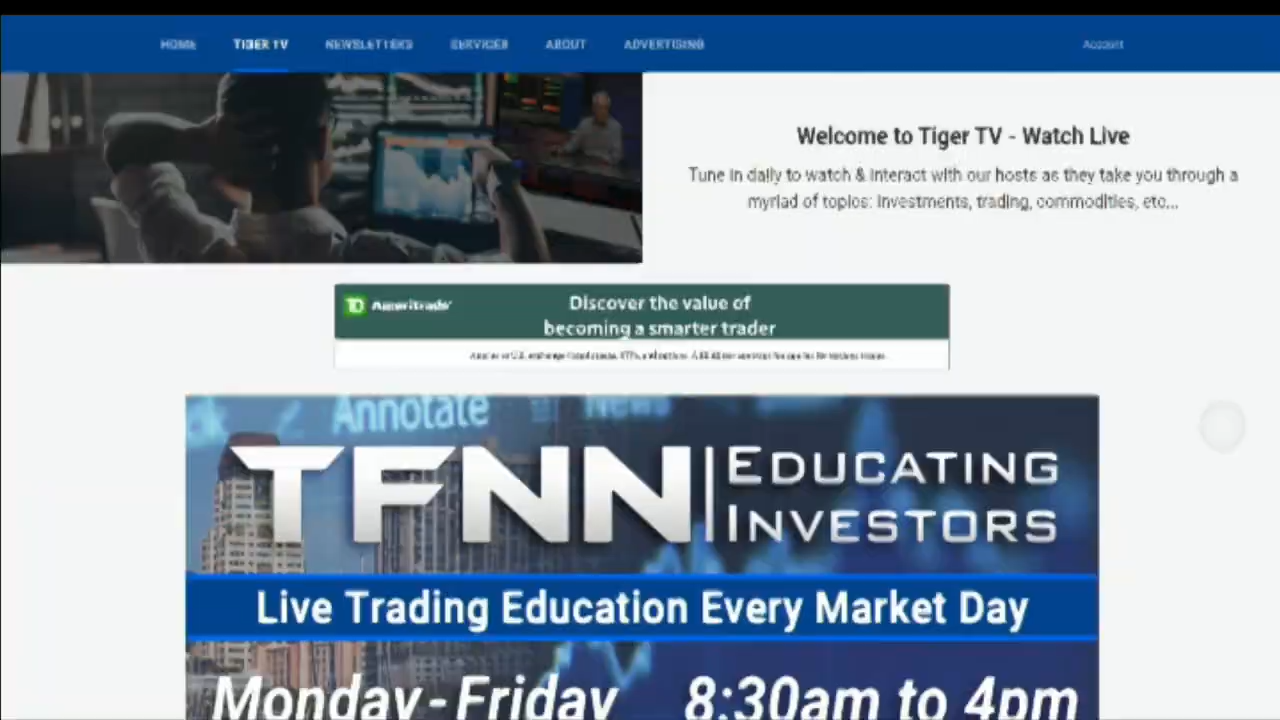 HOME TIGER TV NEWSLETTERS SERVICES ABOUT ADVERTISING Account
Welcome to Tiger TV - Watch Live
Tune in daily to watch & interact with our hosts as they take you through a
myriad of topics: investments, trading, commodities, etc...
TD Ameritrade
Discover the value of
becoming a smarter trader
Annotate News
TFNN EDUCATING
INVESTORS
Live Trading Education Every Market Day
Monday - Friday 8:30am to 4pm